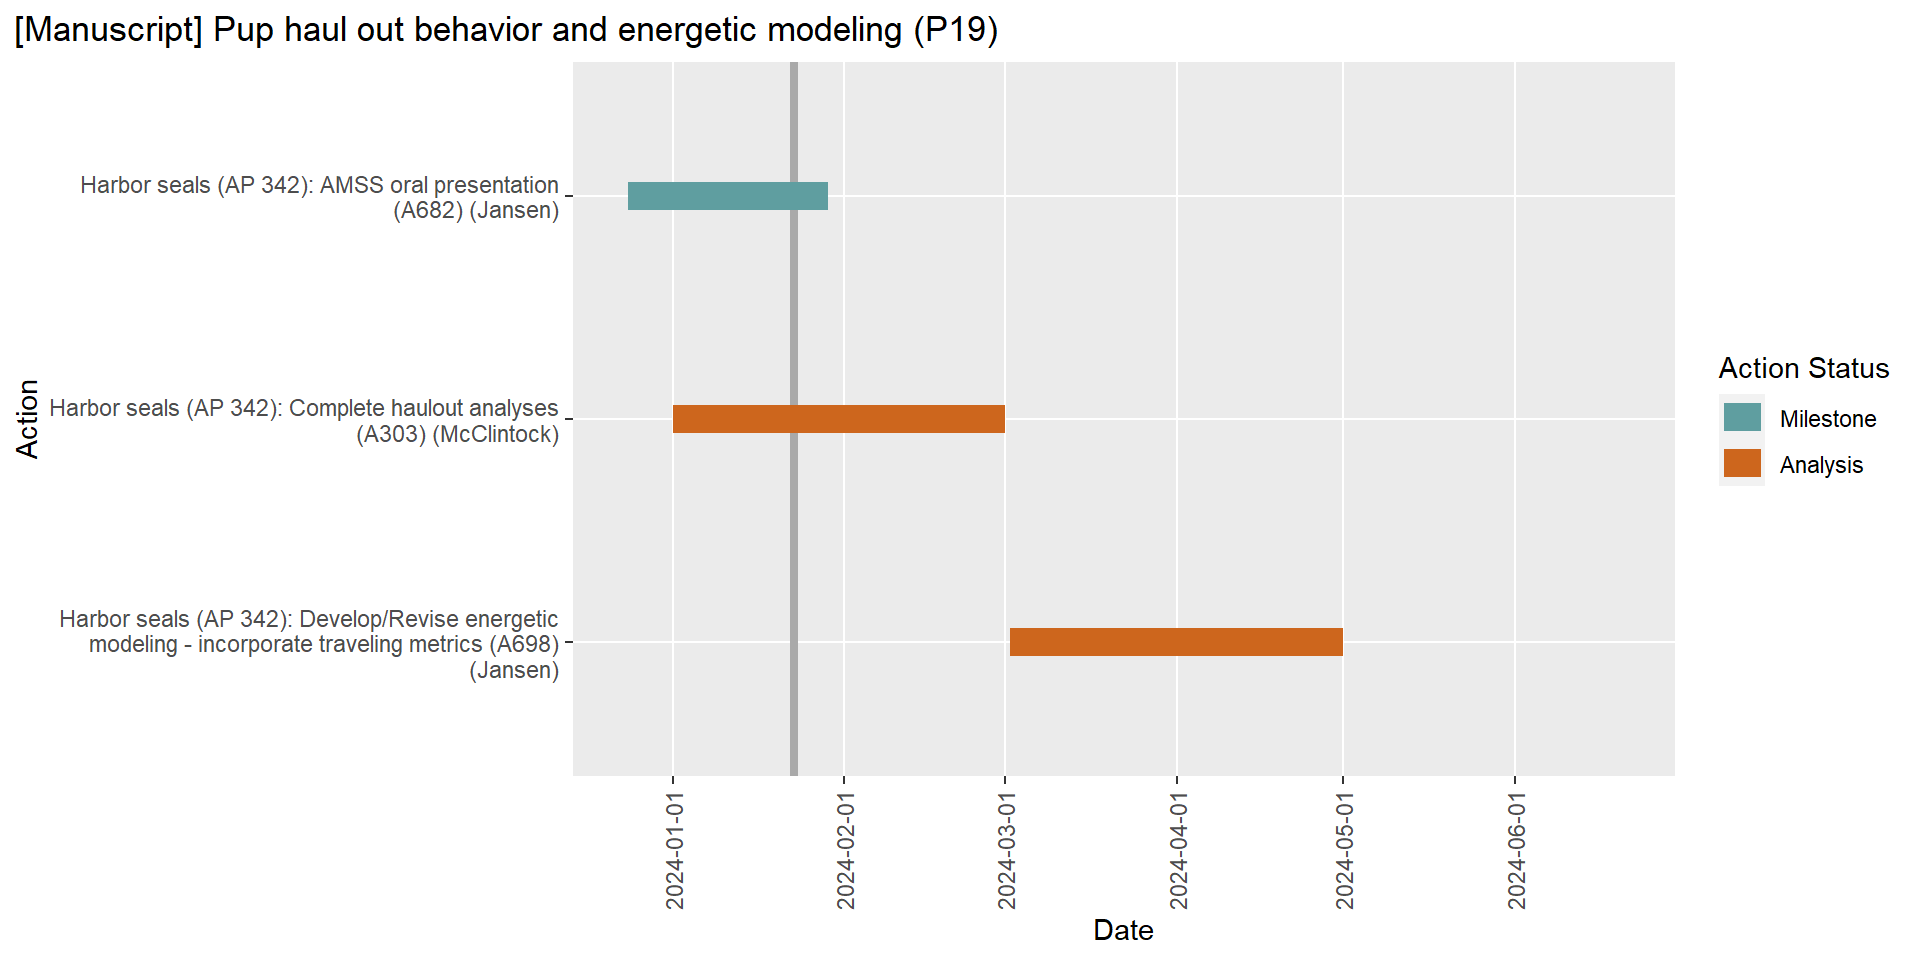 [Manuscript] Pup haul out behavior and energetic modeling (P19)
Harbor seals (AP 342): AMSS oral presentation
(A682) (Jansen)
Harbor seals (AP 342): Complete haulout analyses
(A303) (McClintock)
Harbor seals (AP 342): Develop/Revise energetic
modeling - incorporate traveling metrics (A698)
(Jansen)
Action
2024-01-01
2024-02-01
2024-03-01
2024-04-01
2024-05-01
2024-06-01
Date
Action Status
Milestone
Analysis